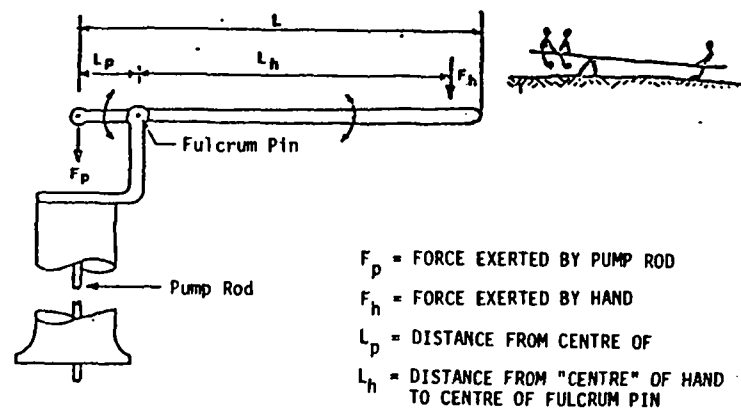 L
Lp
Lh
Fh
Fulcrum Pin
Fp
Pump Rod
Fp = FORCE EXERTED BY PUMP ROD
Fh = FORCE EXERTED BY HAND
Lp = DISTANCE FROM CENTRE OF
Lh = DISTANCE FROM "CENTRE" OF HAND
TO CENTRE OF FULCRUM PIN